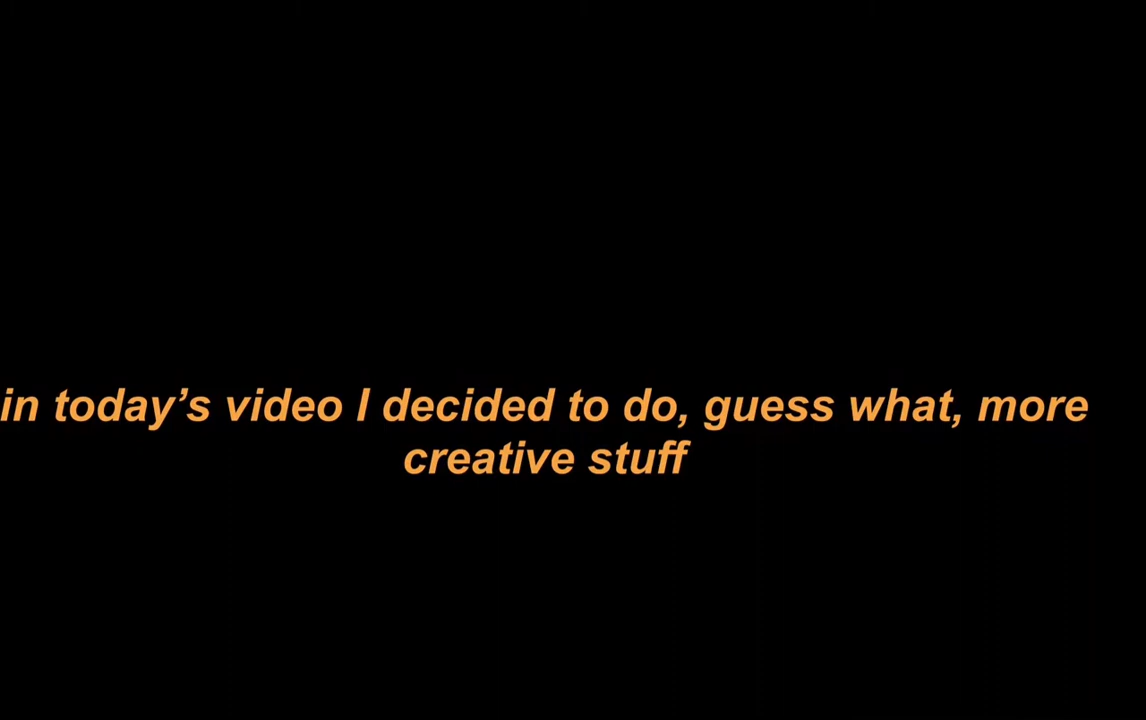 in today’s video I decided to do, guess what, more
creative stuff